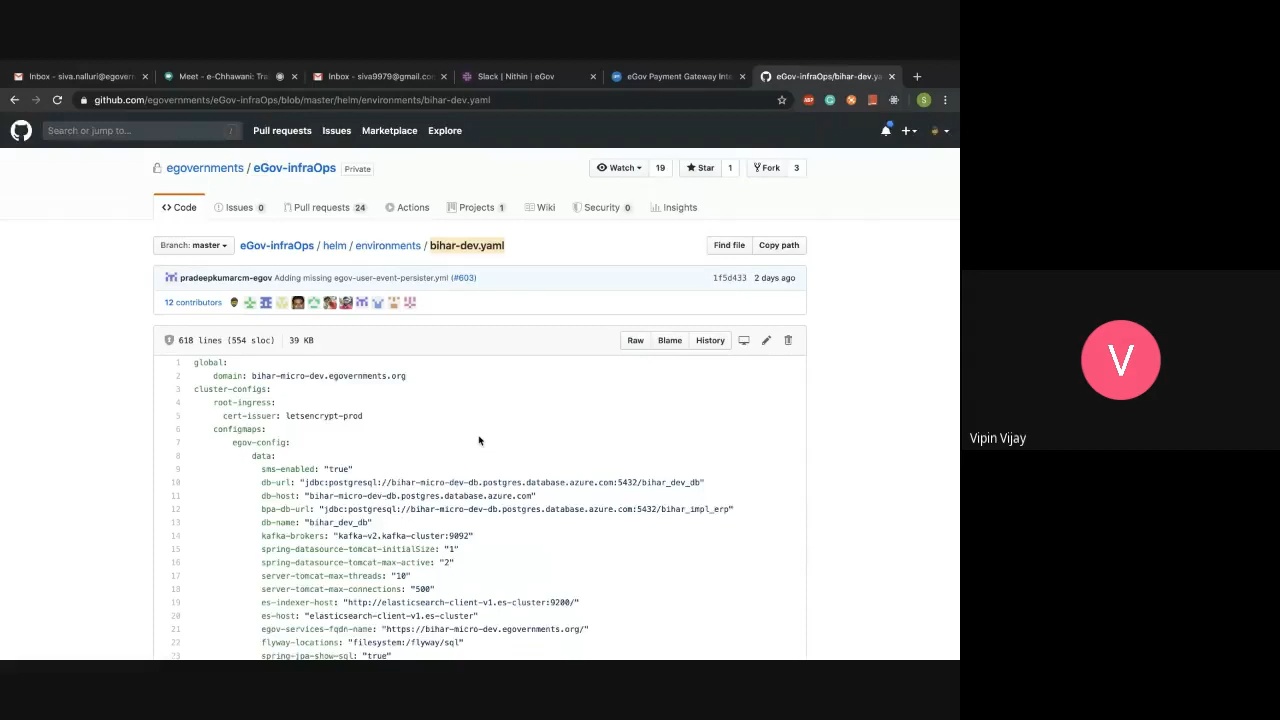 Inbox - siva.nalluri@egovern
Meet - e-Chhawani: Tra
Inbox - siva9979@gmail.co
Slack | Nithin | eGov
eGov Payment Gateway Inte
eGov-infraOps/bihar-dev.ya
github.com/egovernments/eGov-infraOps/blob/master/helm/environments/bihar-dev.yaml
ABP
S
Search or jump to...
/
Pull requests
Issues
Marketplace
Explore
egovernments / eGov-infraOps
Private
Watch
19
Star
1
Fork
3
Code
Issues 0
Pull requests 24
Actions
Projects 1
Wiki
Security 0
Insights
Branch: master
eGov-infraOps / helm / environments / bihar-dev.yaml
Find file
Copy path
pradeepkumarcm-egov Adding missing egov-user-event-persister.yml (#603)
1f5d433 2 days ago
12 contributors
618 lines (554 sloc) | 39 KB
Raw
Blame
History
1 global:
2 domain: bihar-micro-dev.egovernments.org
3 cluster-configs:
4 root-ingress:
5 cert-issuer: letsencrypt-prod
6 configmaps:
7 egov-config:
8 data:
9 sms-enabled: "true"
10 db-url: "jdbc:postgresql://bihar-micro-dev-db.postgres.database.azure.com:5432/bihar_dev_db"
11 db-host: "bihar-micro-dev-db.postgres.database.azure.com"
12 bpa-db-url: "jdbc:postgresql://bihar-micro-dev-db.postgres.database.azure.com:5432/bihar_impl_erp"
13 db-name: "bihar_dev_db"
14 kafka-brokers: "kafka-v2.kafka-cluster:9092"
15 spring-datasource-tomcat-initialSize: "1"
16 spring-datasource-tomcat-max-active: "2"
17 server-tomcat-max-threads: "10"
18 server-tomcat-max-connections: "500"
19 es-indexer-host: "http://elasticsearch-client-v1.es-cluster:9200/"
20 es-host: "elasticsearch-client-v1.es-cluster"
21 egov-services-fqdn-name: "https://bihar-micro-dev.egovernments.org/"
22 flyway-locations: "filesystem:/flyway/sql"
23 spring-jpa-show-sql: "true"
V
Vipin Vijay